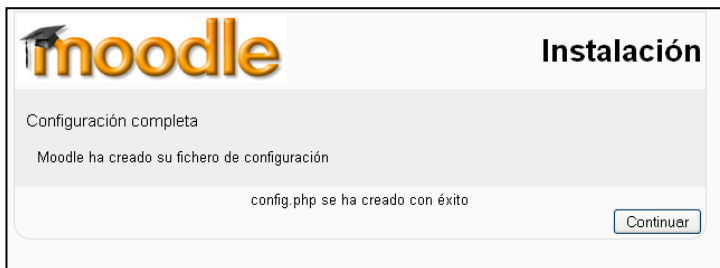 moodle
Instalación
Configuración completa
Moodle ha creado su fichero de configuración
config.php se ha creado con éxito
Continuar